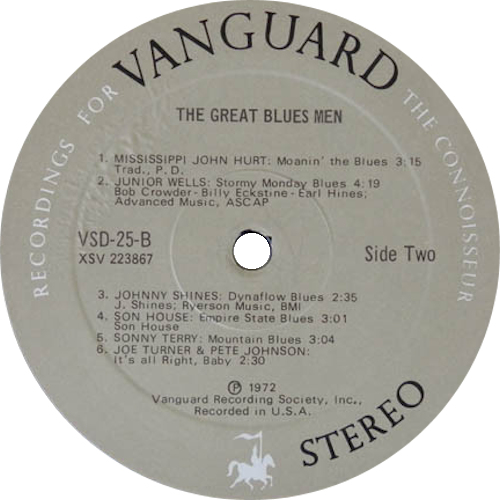 RECORDINGS FOR VANGUARD THE CONNOISSEUR
THE GREAT BLUES MEN
1. MISSISSIPPI JOHN HURT: Moanin' the Blues 3:15
Trad., P.D.
2. JUNIOR WELLS: Stormy Monday Blues 4:19
Bob Crowder-Billy Eckstine-Earl Hines;
Advanced Music, ASCAP
VSD-25-B
XSV 223867
Side Two
3. JOHNNY SHINES: Dynaflow Blues 2:35
J. Shines; Ryerson Music, BMI
4. SON HOUSE: Empire State Blues 3:01
Son House
5. SONNY TERRY: Mountain Blues 3:04
6. JOE TURNER & PETE JOHNSON:
It's all Right, Baby 2:30
Ⓟ 1972
Vanguard Recording Society, Inc.,
Recorded in U.S.A.
STEREO